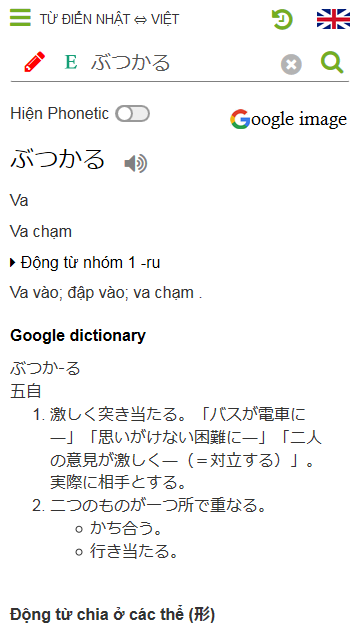 TỪ ĐIỂN NHẬT ⇔ VIỆT
E ぶつかる
Hiện Phonetic
Google image
ぶつかる
Va
Va chạm
Động từ nhóm 1 -ru
Va vào; đập vào; va chạm .
Google dictionary
ぶつか‐る
五自
1. 激しく突き当たる。「バスが電車に
―」「思いがけない困難に―」「二人
の意見が激しく―（＝対立する）」。
実際に相手とする。
2. 二つのものが一つ所で重なる。
かち合う。
行き当たる。
Động từ chia ở các thể (形)